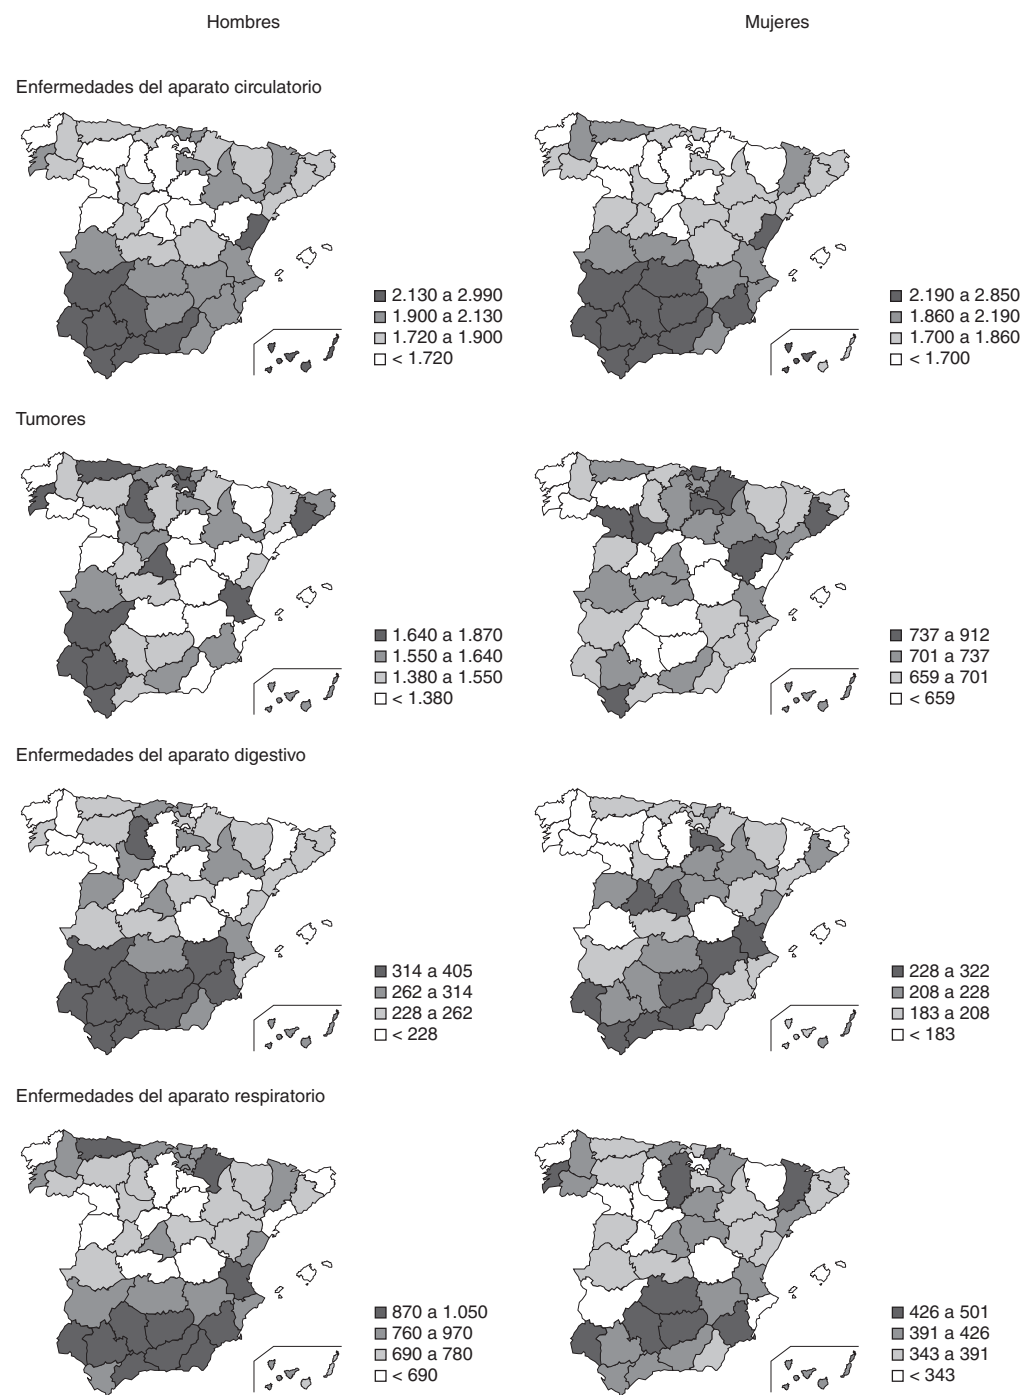 Hombres
Mujeres
Enfermedades del aparato circulatorio
2.130 a 2.990
1.900 a 2.130
1.720 a 1.900
< 1.720
2.190 a 2.850
1.860 a 2.190
1.700 a 1.860
< 1.700
Tumores
1.640 a 1.870
1.550 a 1.640
1.380 a 1.550
< 1.380
737 a 912
701 a 737
659 a 701
< 659
Enfermedades del aparato digestivo
314 a 405
262 a 314
228 a 262
< 228
228 a 322
208 a 228
183 a 208
< 183
Enfermedades del aparato respiratorio
870 a 1.050
760 a 970
690 a 780
< 690
426 a 501
391 a 426
343 a 391
< 343